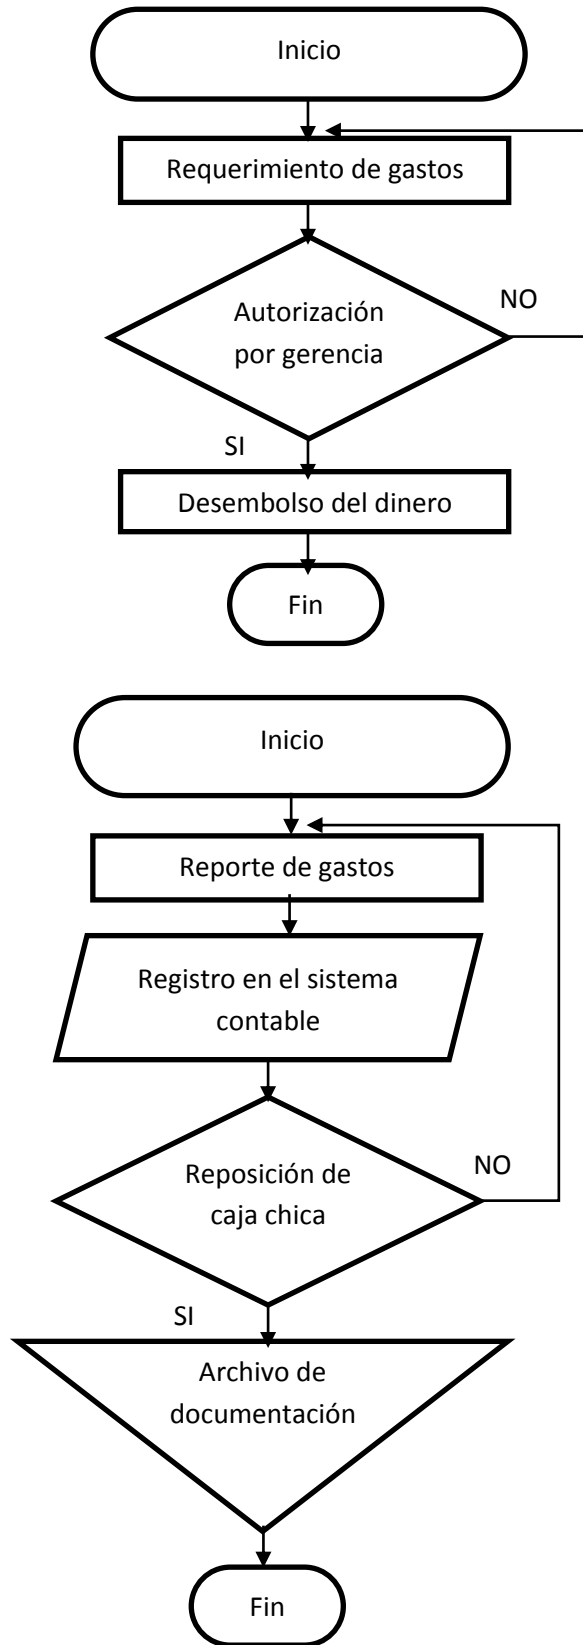 Inicio
Requerimiento de gastos
Autorización
por gerencia
NO
SI
Desembolso del dinero
Fin
Inicio
Reporte de gastos
Registro en el sistema
contable
Reposición de
caja chica
NO
SI
Archivo de
documentación
Fin